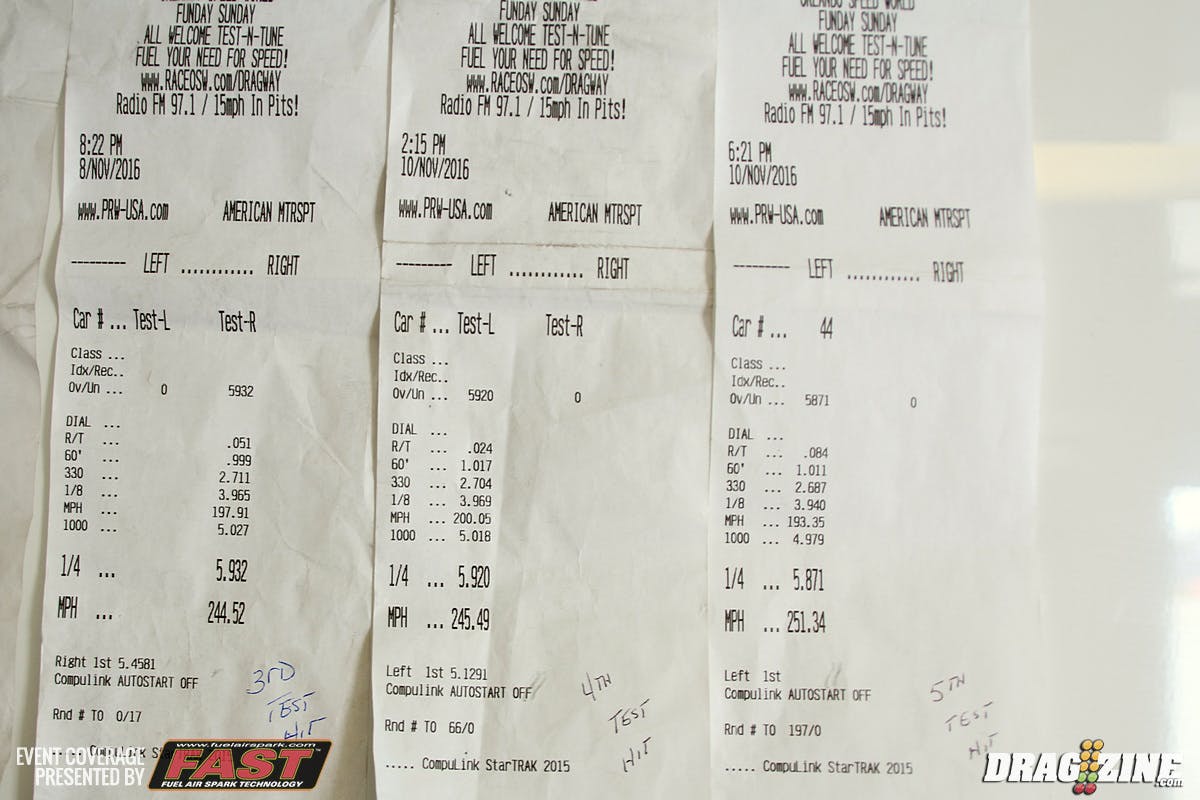 FUNDAY SUNDAY
ALL WELCOME TEST-N-TUNE
FUEL YOUR NEED FOR SPEED!
www.RACEOSW.com/DRAGWAY
Radio FM 97.1 / 15mph In Pits!
8:22 PM
8/NOV/2016
www.PRW-USA.com AMERICAN MTRSPT
--------- LEFT ............ RIGHT
Car # ... Test-L Test-R
Class ...
Idx/Rec..
Ov/Un ... 0 5932
DIAL ...
R/T ... .051
60' ... .999
330 ... 2.711
1/8 ... 3.965
MPH ... 197.91
1000 ... 5.027
1/4 ... 5.932
MPH ... 244.52
Right 1st 5.4581
Compulink AUTOSTART OFF
Rnd # TO 0/17
3RD
TEST
HIT
..... CompuLink
FUNDAY SUNDAY
ALL WELCOME TEST-N-TUNE
FUEL YOUR NEED FOR SPEED!
www.RACEOSW.com/DRAGWAY
Radio FM 97.1 / 15mph In Pits!
2:15 PM
10/NOV/2016
www.PRW-USA.com AMERICAN MTRSPT
--------- LEFT ............ RIGHT
Car # ... Test-L Test-R
Class ...
Idx/Rec..
Ov/Un ... 5920 0
DIAL ...
R/T ... .024
60' ... 1.017
330 ... 2.704
1/8 ... 3.969
MPH ... 200.05
1000 ... 5.018
1/4 ... 5.920
MPH ... 245.49
Left 1st 5.1291
Compulink AUTOSTART OFF
Rnd # TO 66/0
4TH
TEST
HIT
..... CompuLink StarTRAK 2015
ORLANDO SPEED WORLD
FUNDAY SUNDAY
ALL WELCOME TEST-N-TUNE
FUEL YOUR NEED FOR SPEED!
www.RACEOSW.com/DRAGWAY
Radio FM 97.1 / 15mph In Pits!
6:21 PM
10/NOV/2016
www.PRW-USA.com AMERICAN MTRSPT
--------- LEFT ............ RIGHT
Car # ... 44
Class ...
Idx/Rec..
Ov/Un ... 5871 0
DIAL ...
R/T ... .084
60' ... 1.011
330 ... 2.687
1/8 ... 3.940
MPH ... 193.35
1000 ... 4.979
1/4 ... 5.871
MPH ... 251.34
Left 1st
Compulink AUTOSTART OFF
Rnd # TO 197/0
5TH
TEST
HIT
..... CompuLink StarTRAK 2015
EVENT COVERAGE
PRESENTED BY
www.fuelairspark.com
FAST™
FUEL AIR SPARK TECHNOLOGY
DRAGZINE
.com